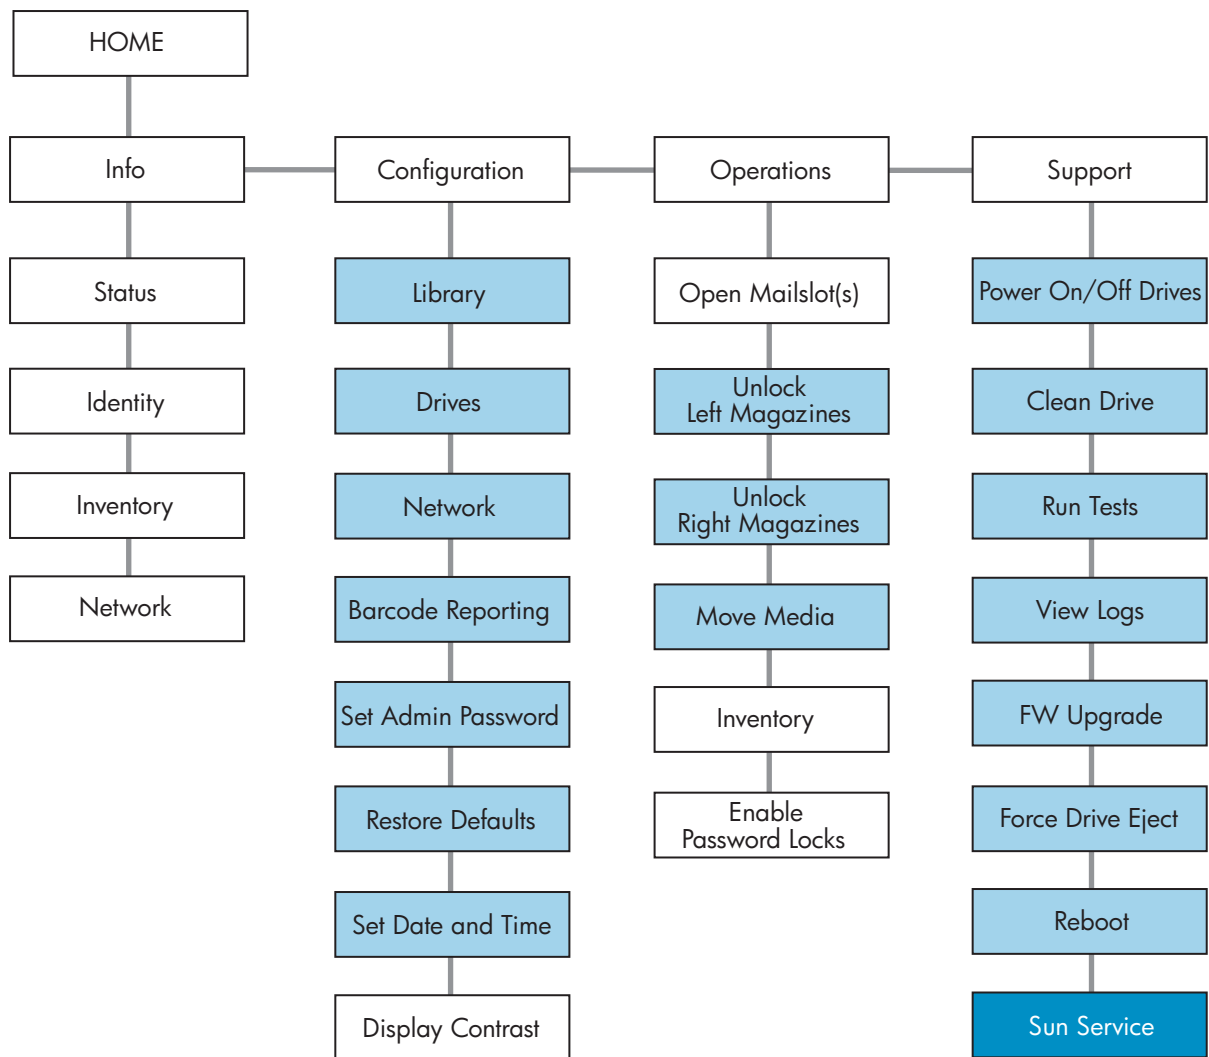 HOME
Info
Configuration
Operations
Support
Status
Library
Open Mailslot(s)
Power On/Off Drives
Identity
Drives
Unlock
Left Magazines
Clean Drive
Inventory
Network
Unlock
Right Magazines
Run Tests
Network
Barcode Reporting
Move Media
View Logs
Set Admin Password
Inventory
FW Upgrade
Restore Defaults
Enable
Password Locks
Force Drive Eject
Set Date and Time
Reboot
Display Contrast
Sun Service